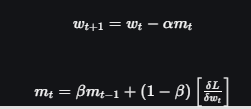 w_{t+1} = w_t − αm_t
m_t = βm_{t−1} + (1 − β) [δL/δw_t]